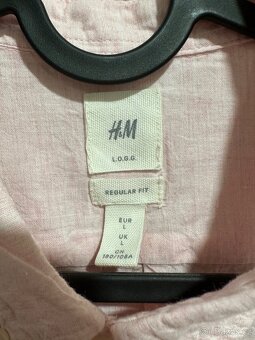 H&M
L.O.G.G.
REGULAR FIT
EUR
L
UK
L
CN
180/108A